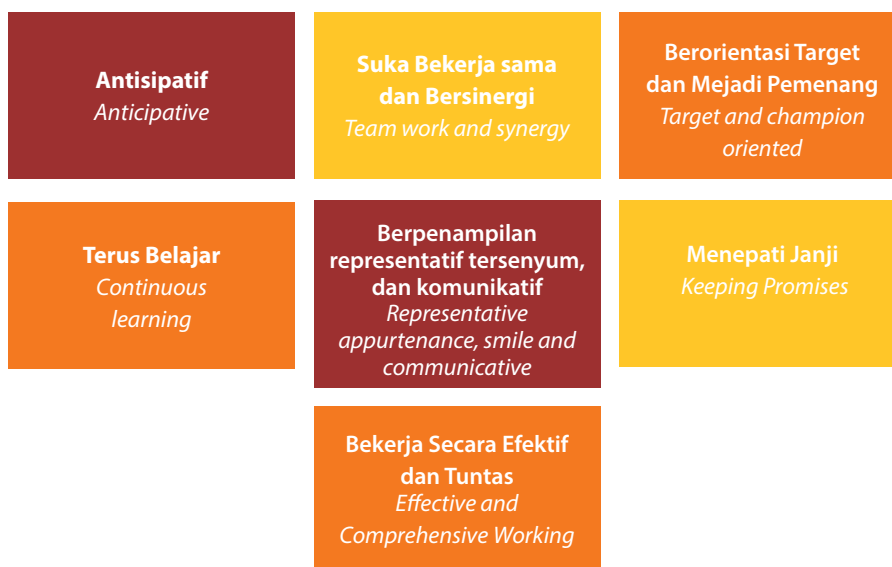 Antisipatif
Anticipative
Suka Bekerja sama
dan Bersinergi
Team work and synergy
Berorientasi Target
dan Mejadi Pemenang
Target and champion
oriented
Terus Belajar
Continuous
learning
Berpenampilan
representatif tersenyum,
dan komunikatif
Representative
appurtenance, smile and
communicative
Menepati Janji
Keeping Promises
Bekerja Secara Efektif
dan Tuntas
Effective and
Comprehensive Working